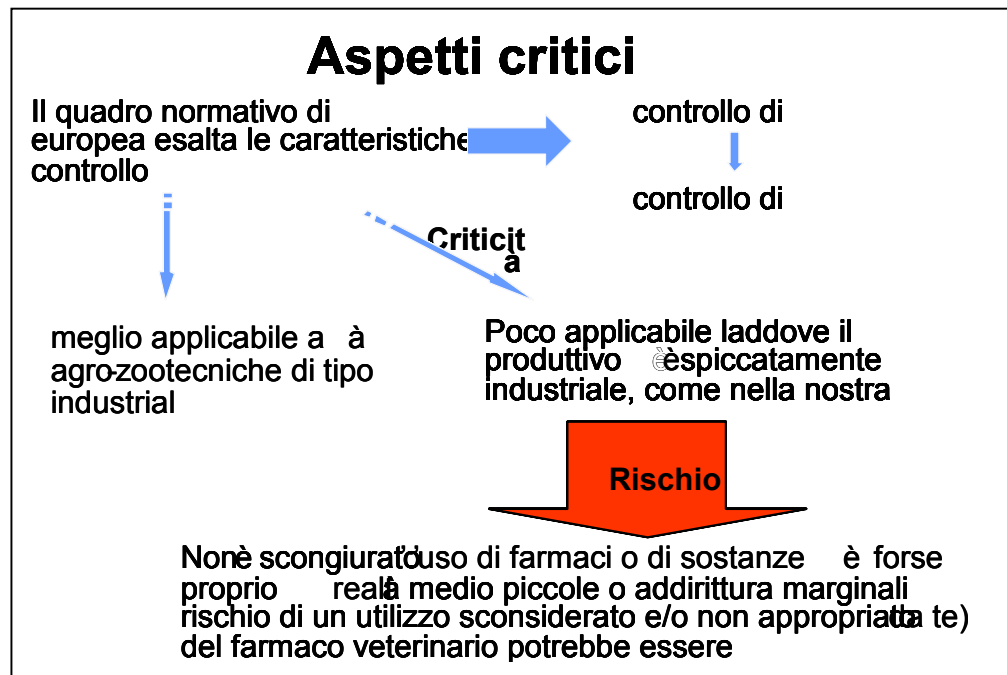 Aspetti critici
Il quadro normativo di
europea esalta le caratteristiche
controllo
controllo di
controllo di
Criticit
à
meglio applicabile a à
agro-zootecniche di tipo
industrial
Poco applicabile laddove il
produttivo è spiccatamente
industriale, come nella nostra
Rischio
Non è scongiurato l'uso di farmaci o di sostanze è forse
proprio realtà medio piccole o addirittura marginali
rischio di un utilizzo sconsiderato e/o non appropriato te)
del farmaco veterinario potrebbe essere